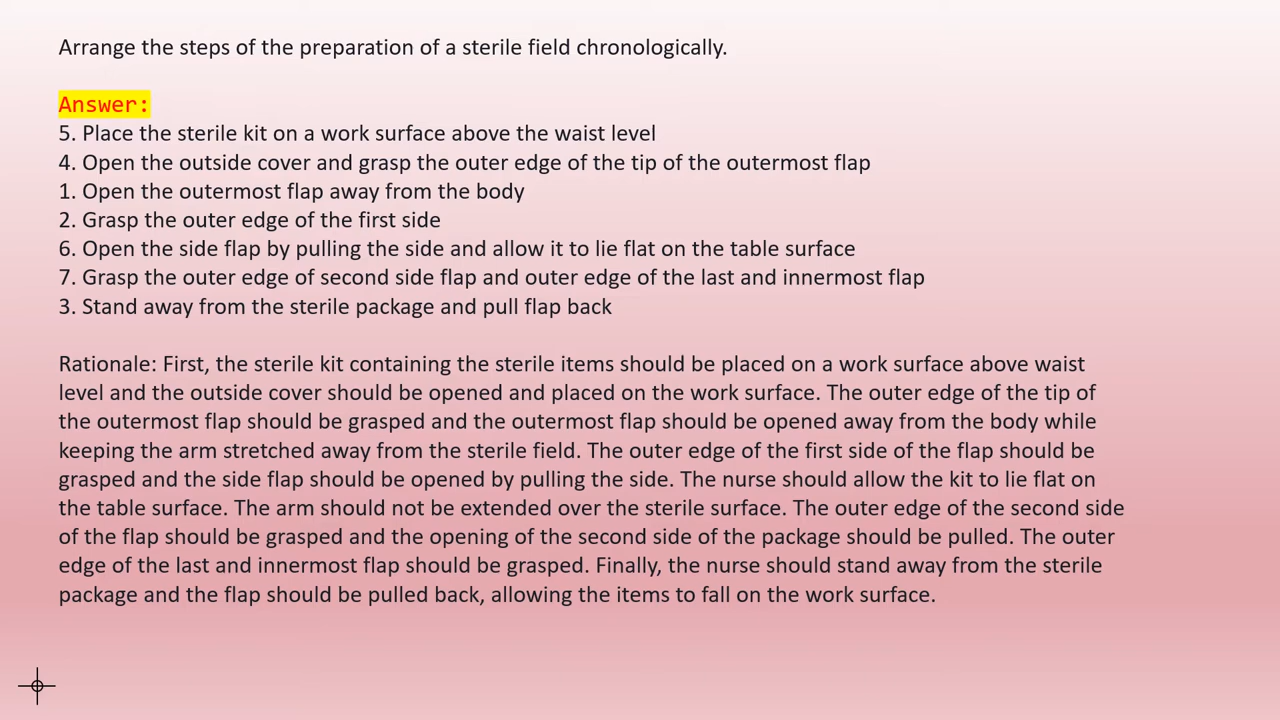 Arrange the steps of the preparation of a sterile field chronologically.
Answer:
5. Place the sterile kit on a work surface above the waist level
4. Open the outside cover and grasp the outer edge of the tip of the outermost flap
1. Open the outermost flap away from the body
2. Grasp the outer edge of the first side
6. Open the side flap by pulling the side and allow it to lie flat on the table surface
7. Grasp the outer edge of second side flap and outer edge of the last and innermost flap
3. Stand away from the sterile package and pull flap back
Rationale: First, the sterile kit containing the sterile items should be placed on a work surface above waist
level and the outside cover should be opened and placed on the work surface. The outer edge of the tip of
the outermost flap should be grasped and the outermost flap should be opened away from the body while
keeping the arm stretched away from the sterile field. The outer edge of the first side of the flap should be
grasped and the side flap should be opened by pulling the side. The nurse should allow the kit to lie flat on
the table surface. The arm should not be extended over the sterile surface. The outer edge of the second side
of the flap should be grasped and the opening of the second side of the package should be pulled. The outer
edge of the last and innermost flap should be grasped. Finally, the nurse should stand away from the sterile
package and the flap should be pulled back, allowing the items to fall on the work surface.